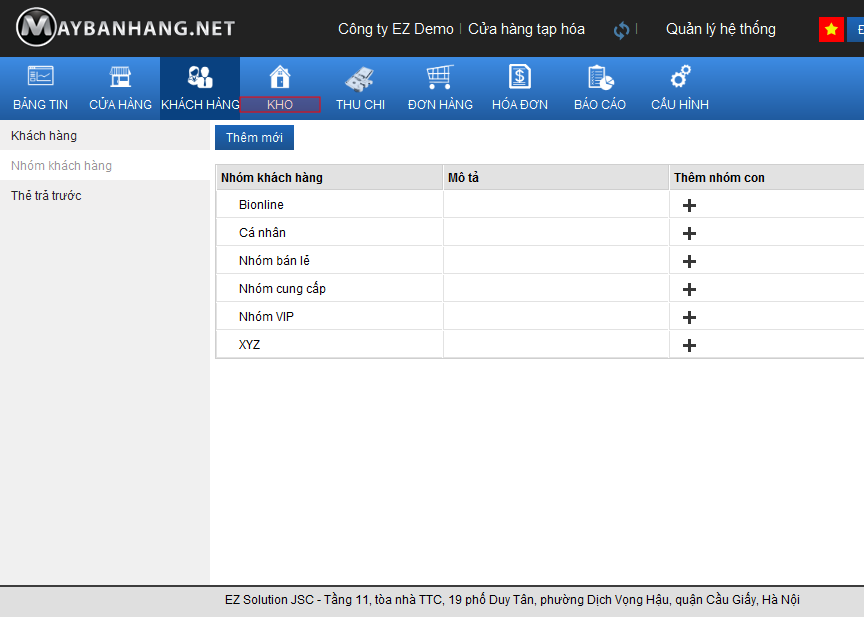 MAYBANHANG.NET
Công ty EZ Demo | Cửa hàng tạp hóa | Quản lý hệ thống
BẢNG TIN CỬA HÀNG KHÁCH HÀNG KHO THU CHI ĐƠN HÀNG HÓA ĐƠN BÁO CÁO CẤU HÌNH
Khách hàng
Nhóm khách hàng
Thẻ trả trước
Thêm mới
Nhóm khách hàng Mô tả Thêm nhóm con
Bionline
Cá nhân
Nhóm bán lẻ
Nhóm cung cấp
Nhóm VIP
XYZ
EZ Solution JSC - Tầng 11, tòa nhà TTC, 19 phố Duy Tân, phường Dịch Vọng Hậu, quận Cầu Giấy, Hà Nội